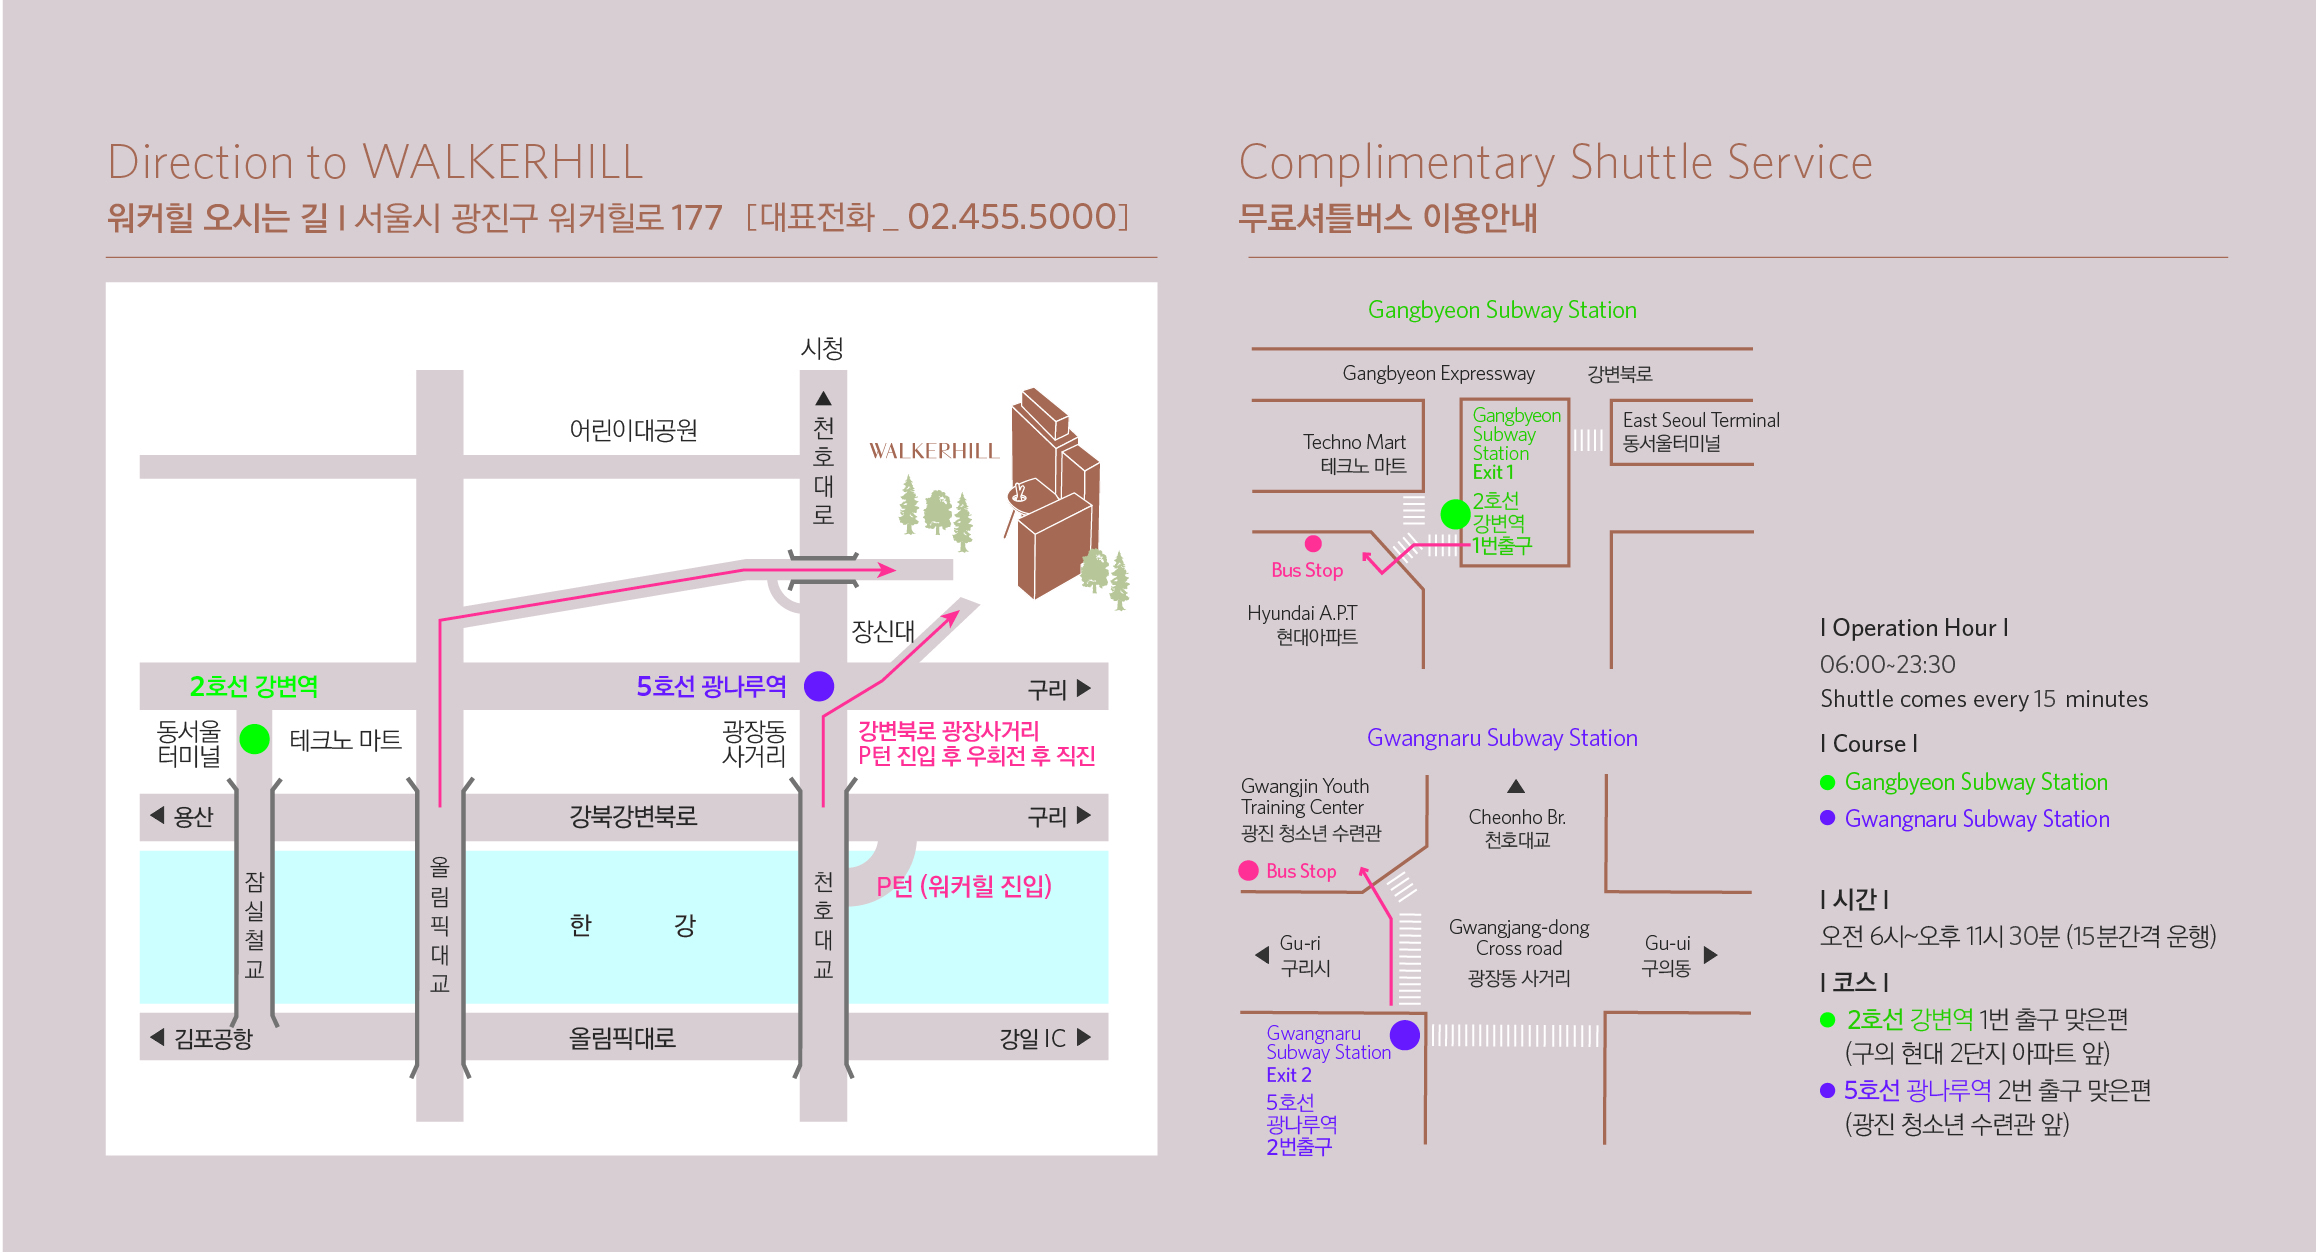 Direction to WALKERHILL
워커힐 오시는 길 I 서울시 광진구 워커힐로 177 [대표전화 _ 02.455.5000]
시청
▲
천호대로
어린이대공원
WALKERHILL
장신대
2호선 강변역
5호선 광나루역
구리 ▶
동서울
터미널
테크노 마트
광장동
사거리
강변북로 광장사거리
P턴 진입 후 우회전 후 직진
◀ 용산
강북강변북로
구리 ▶
P턴 (워커힐 진입)
잠실철교
올림픽대교
한 강
천호대교
◀ 김포공항
올림픽대로
강일 IC ▶
Complimentary Shuttle Service
무료셔틀버스 이용안내
Gangbyeon Subway Station
Gangbyeon Expressway 강변북로
Techno Mart
테크노 마트
Gangbyeon
Subway
Station
Exit 1
2호선
강변역
1번출구
East Seoul Terminal
동서울터미널
Bus Stop
Hyundai A.P.T
현대아파트
Gwangnaru Subway Station
Gwangjin Youth
Training Center
광진 청소년 수련관
Bus Stop
▲
Cheonho Br.
천호대교
◀ Gu-ri
구리시
Gwangjang-dong
Cross road
광장동 사거리
Gu-ui ▶
구의동
Gwangnaru
Subway Station
Exit 2
5호선
광나루역
2번출구
I Operation Hour I
06:00~23:30
Shuttle comes every 15 minutes
I Course I
Gangbyeon Subway Station
Gwangnaru Subway Station
I 시간 I
오전 6시~오후 11시 30분 (15분간격 운행)
I 코스 I
2호선 강변역 1번 출구 맞은편
(구의 현대 2단지 아파트 앞)
5호선 광나루역 2번 출구 맞은편
(광진 청소년 수련관 앞)